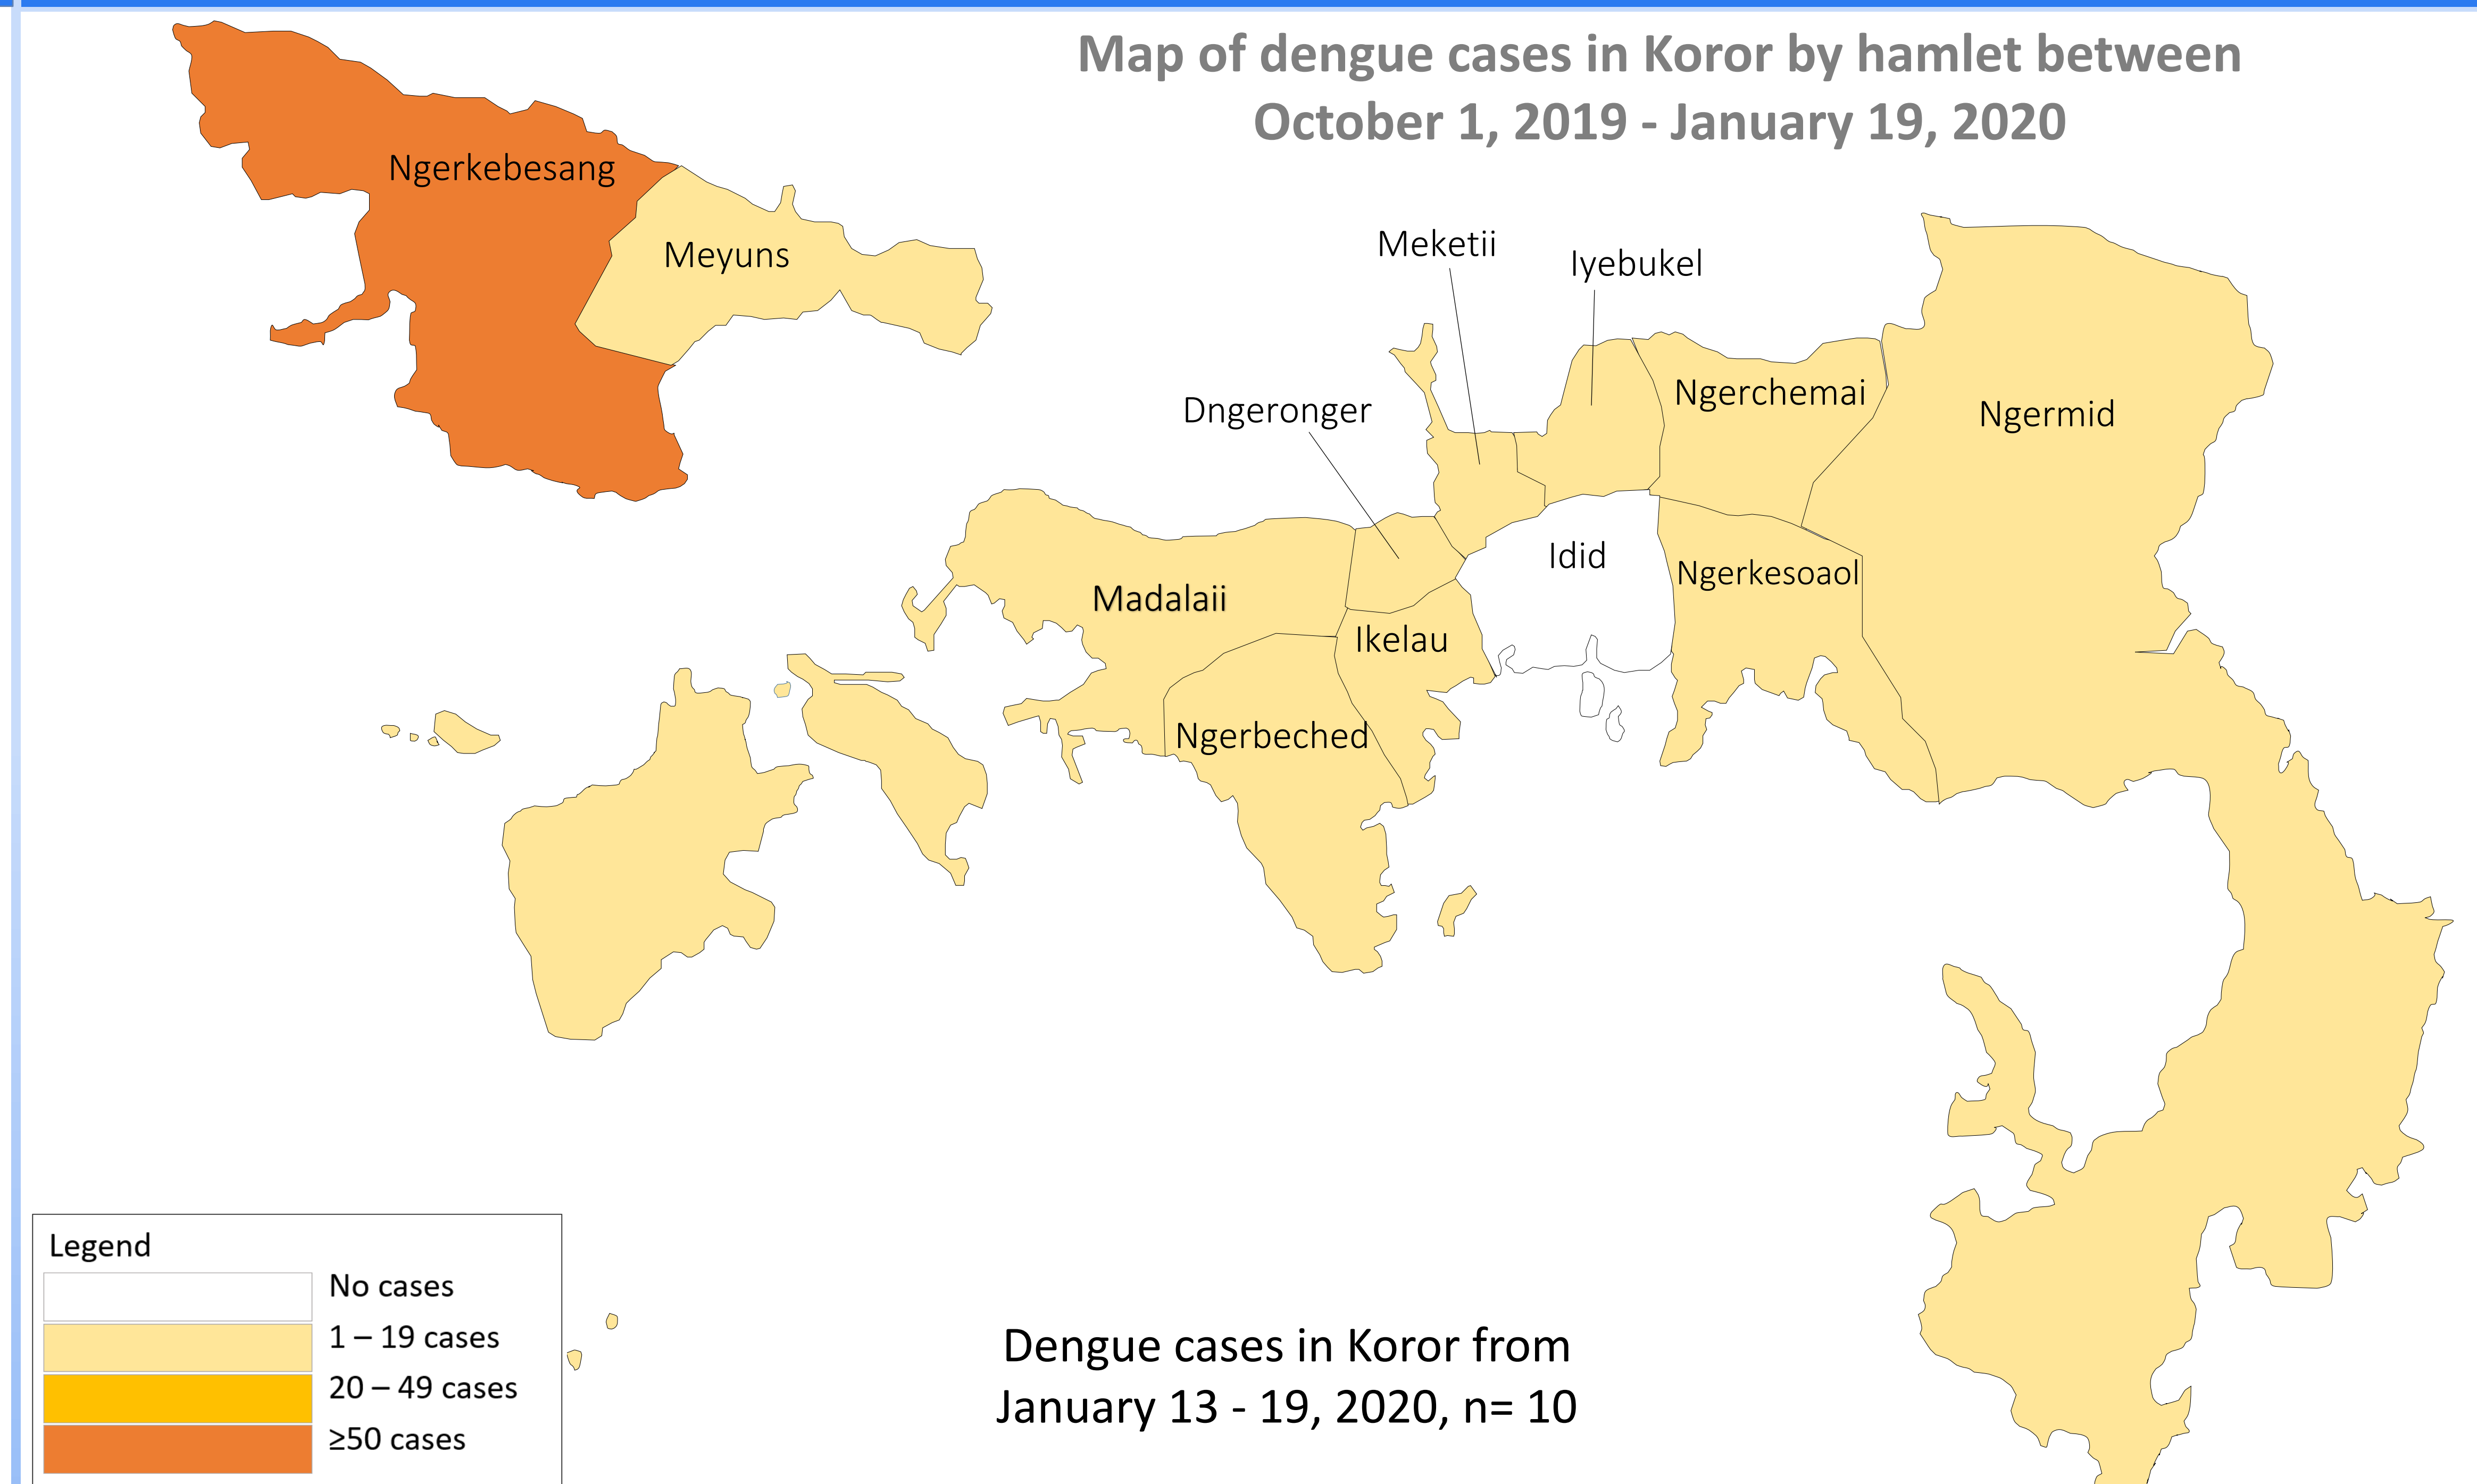 Map of dengue cases in Koror by hamlet between
October 1, 2019 - January 19, 2020
Ngerkebesang
Meyuns
Meketii
Iyebukel
Dngeronger
Ngerchemai
Ngermid
Idid
Ngerkesoaol
Madalaii
Ikelau
Ngerbeched
Legend
No cases
1 – 19 cases
20 – 49 cases
≥50 cases
Dengue cases in Koror from
January 13 - 19, 2020, n= 10